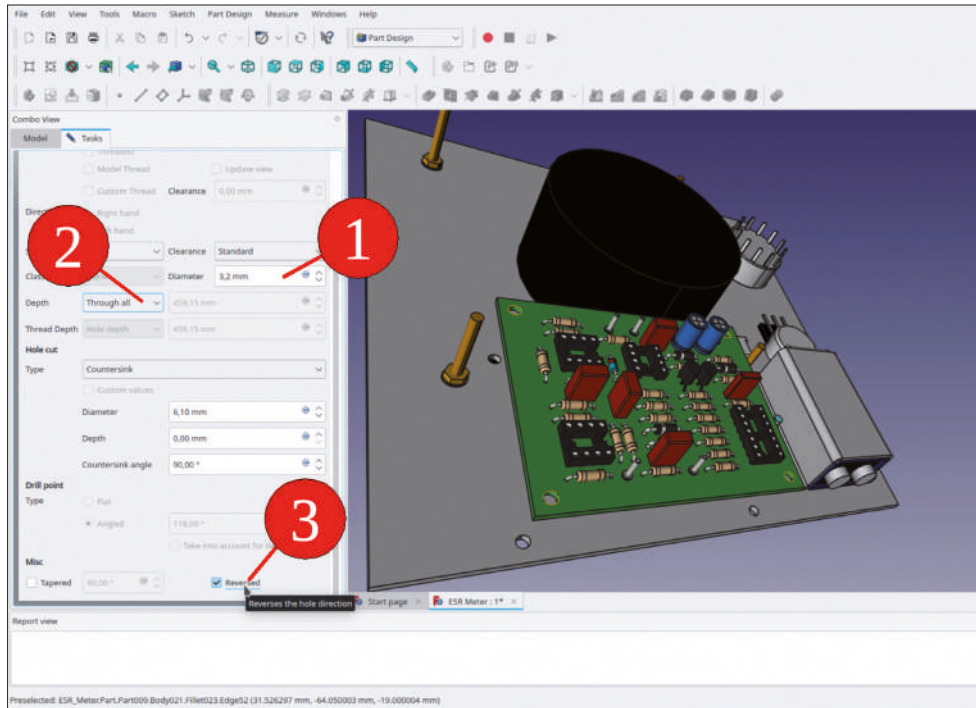 File Edit View Tools Macro Sketch Part Design Measure Windows Help
Part Design
Combo View
Model Tasks
Threaded
Model Thread Update view
Custom Thread Clearance 0,00 mm
Right hand
hand
Clearance Standard
Diameter 3,2 mm
Depth Through all 459,15 mm
Thread Depth Hole depth 459,15 mm
Hole cut
Type Countersink
Custom values
Diameter 6,10 mm
Depth 0,00 mm
Countersink angle 90,00 °
Drill point
Type Flat
Angled 118,00 °
Take into account for
Misc
Tapered 90,00 ° Reversed
Reverses the hole direction
1
2
3
Start page ESR Meter : 1*
Report view
Preselected: ESR_Meter.Part.Part009.Body021.Fillet023.Edge52 (31.526297 mm, -64.050003 mm, -19.000004 mm)